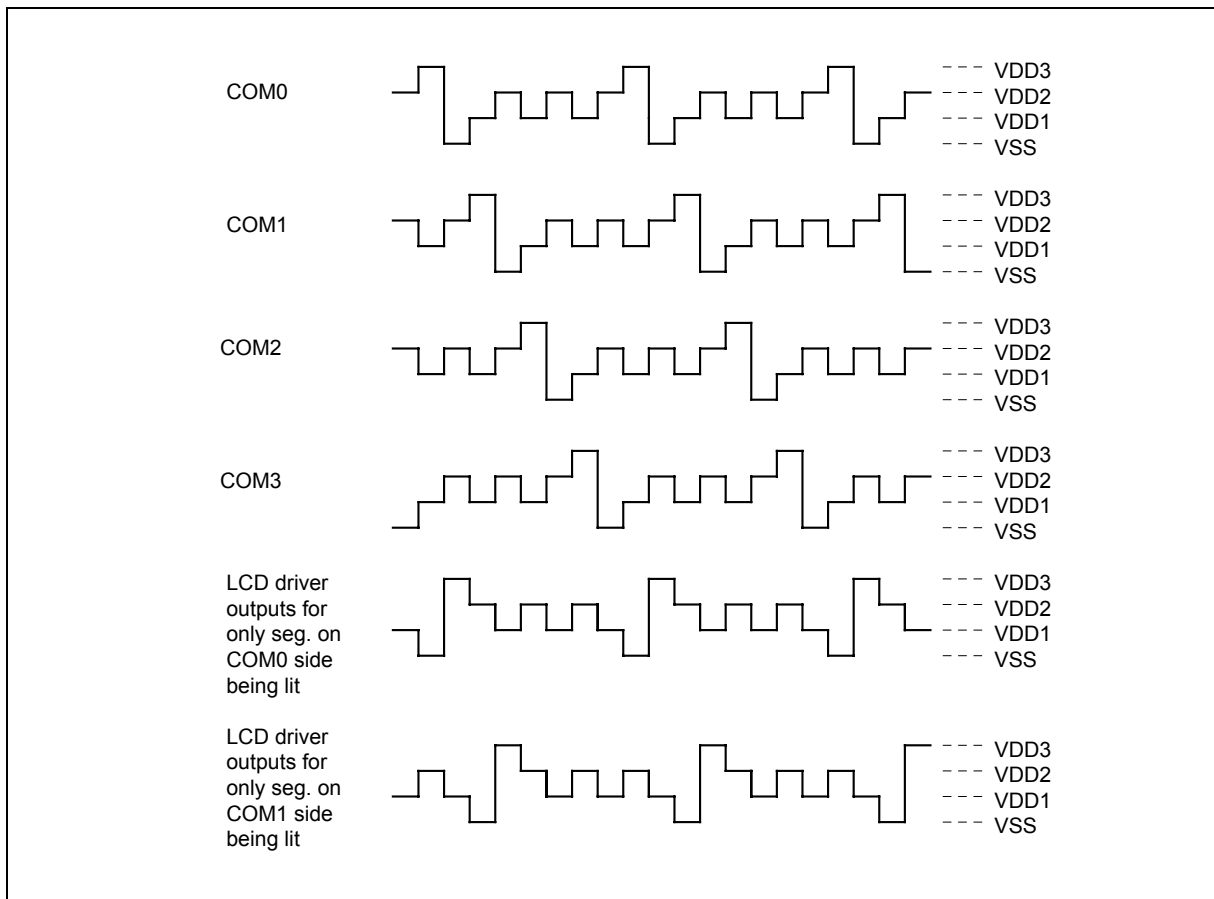 COM0
VDD3
VDD2
VDD1
VSS
COM1
VDD3
VDD2
VDD1
VSS
COM2
VDD3
VDD2
VDD1
VSS
COM3
VDD3
VDD2
VDD1
VSS
LCD driver
outputs for
only seg. on
COM0 side
being lit
VDD3
VDD2
VDD1
VSS
LCD driver
outputs for
only seg. on
COM1 side
being lit
VDD3
VDD2
VDD1
VSS